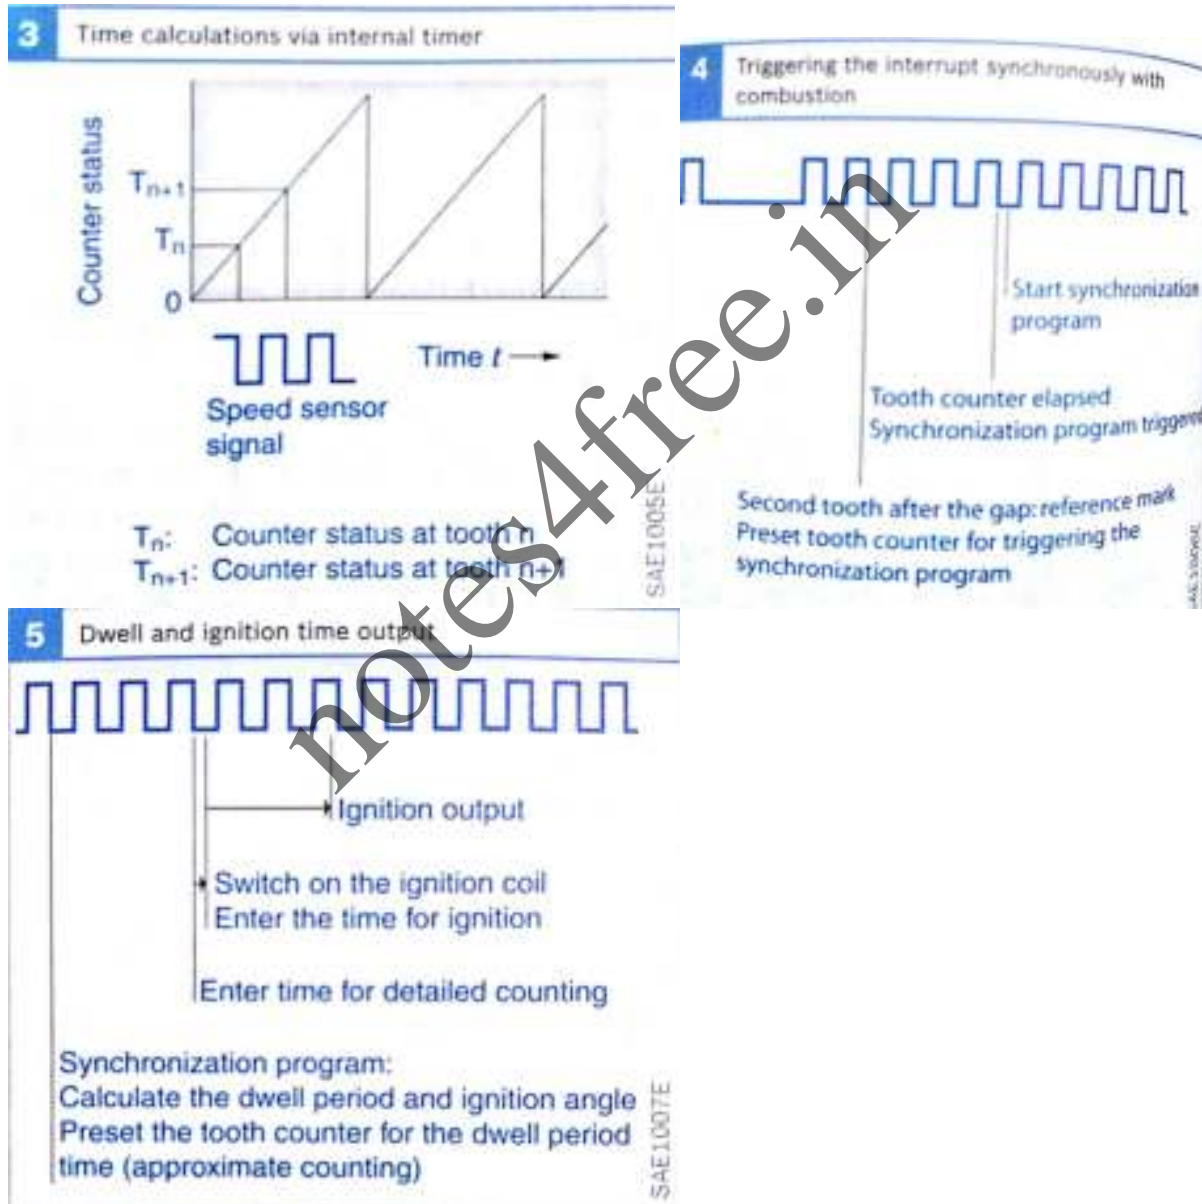 3 Time calculations via internal timer
Counter status
Tn+1
Tn
0
Time t
Speed sensor
signal
Tn: Counter status at tooth n
Tn+1: Counter status at tooth n+1
SAE1005E
4 Triggering the interrupt synchronously with
combustion
Start synchronization
program
Tooth counter elapsed
Synchronization program triggered
Second tooth after the gap: reference mark
Preset tooth counter for triggering the
synchronization program
5 Dwell and ignition time output
Ignition output
Switch on the ignition coil
Enter the time for ignition
Enter time for detailed counting
Synchronization program:
Calculate the dwell period and ignition angle
Preset the tooth counter for the dwell period
time (approximate counting)
SAE1007E
notes4free.in